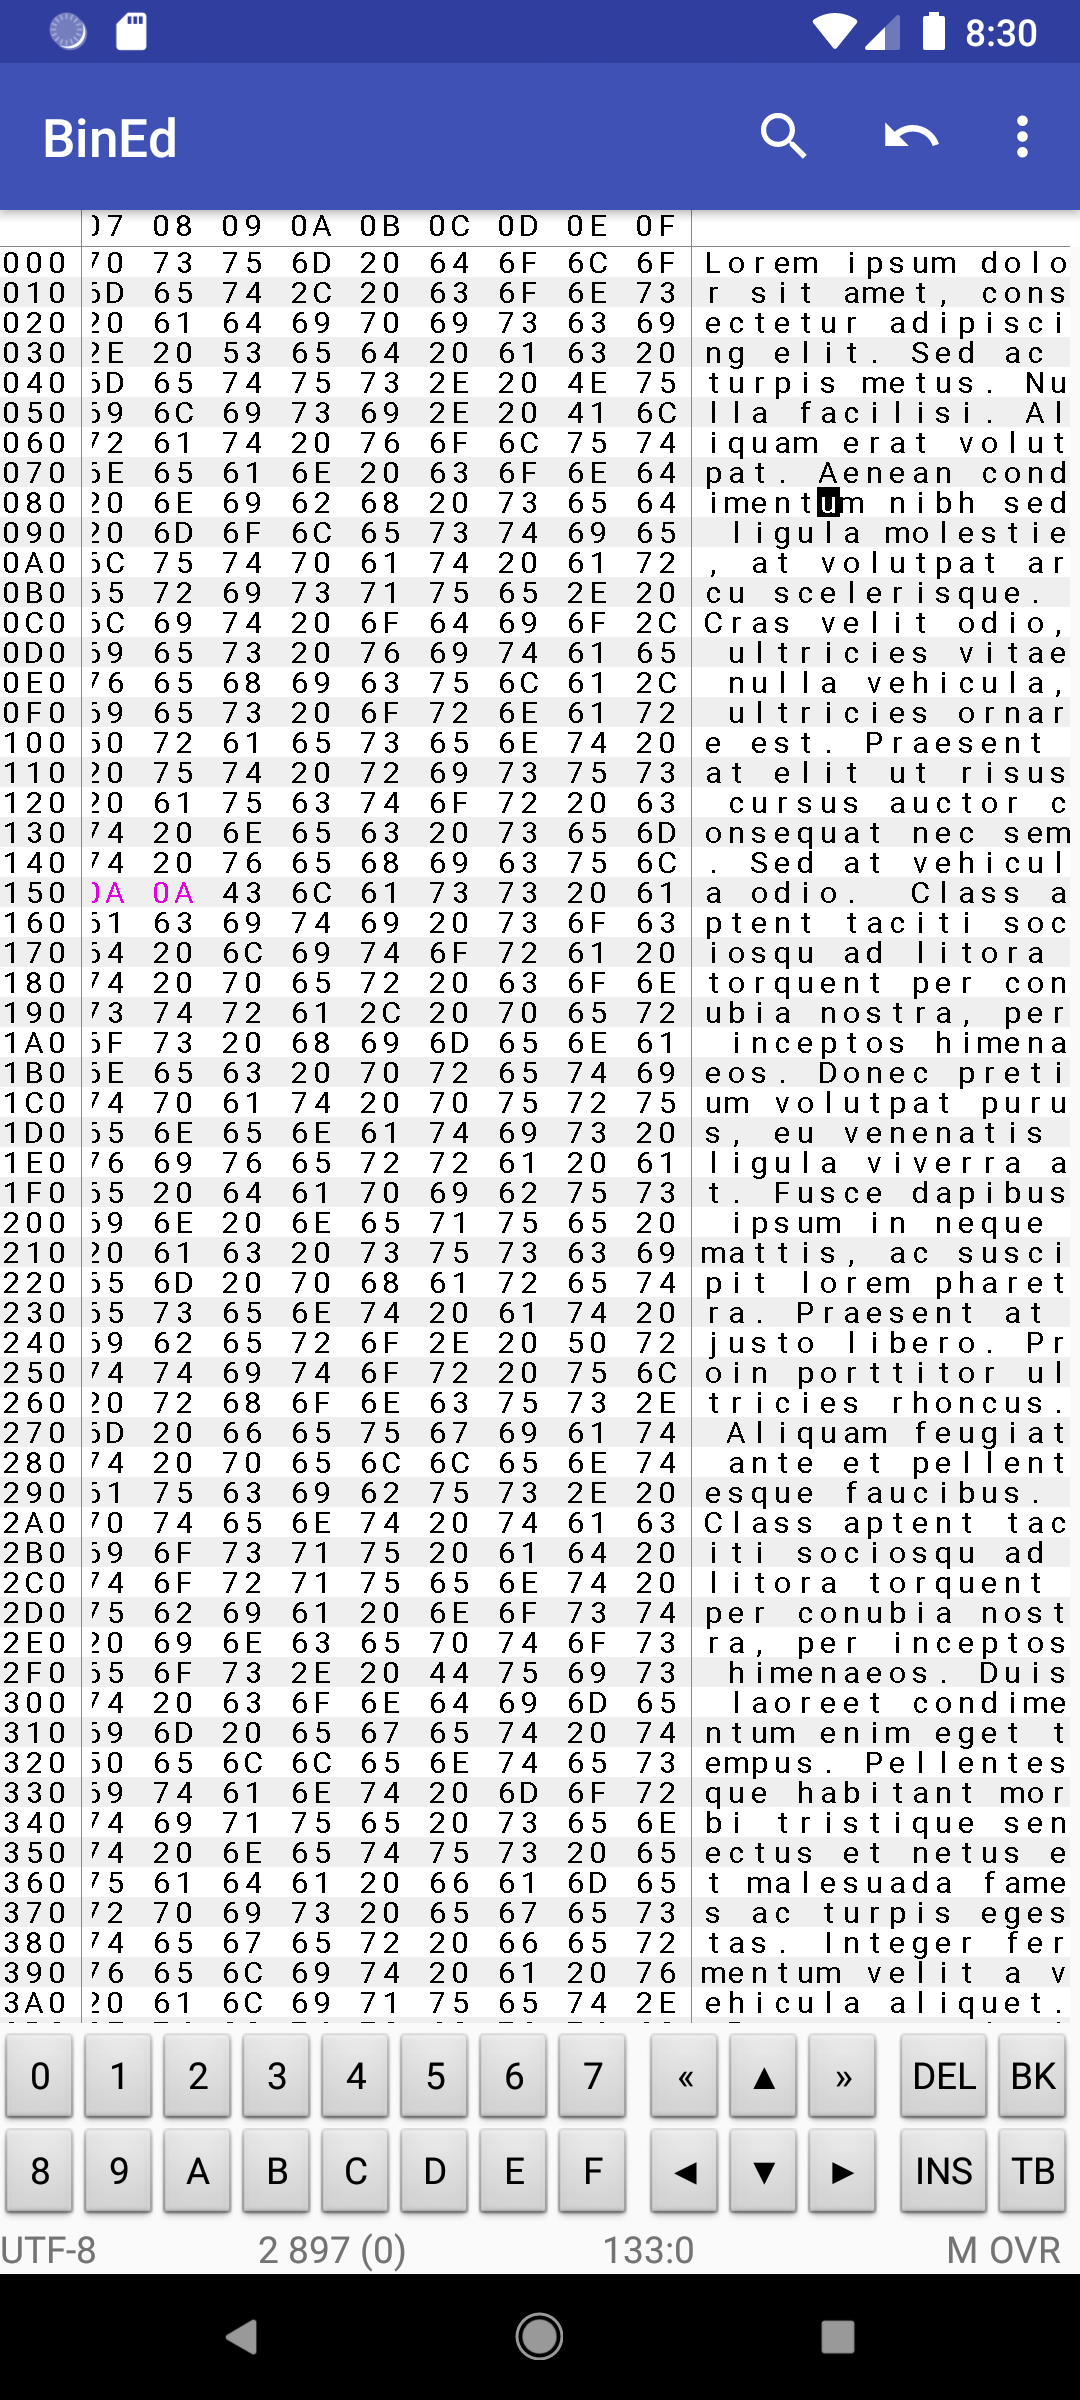 8:30
BinEd
07 08 09 0A 0B 0C 0D 0E 0F
000 70 73 75 6D 20 64 6F 6C 6F Lorem ipsum dolo
010 6D 65 74 2C 20 63 6F 6E 73 r sit amet, cons
020 20 61 64 69 70 69 73 63 69 ectetur adipisci
030 2E 20 53 65 64 20 61 63 20 ng elit. Sed ac
040 6D 65 74 75 73 2E 20 4E 75 turpis metus. Nu
050 69 6C 69 73 69 2E 20 41 6C lla facilisi. Al
060 72 61 74 20 76 6F 6C 75 74 iquam erat volut
070 6E 65 61 6E 20 63 6F 6E 64 pat. Aenean cond
080 20 6E 69 62 68 20 73 65 64 imentum nibh sed
090 20 6D 6F 6C 65 73 74 69 65 ligula molestie
0A0 6C 75 74 70 61 74 20 61 72 , at volutpat ar
0B0 65 72 69 73 71 75 65 2E 20 cu scelerisque.
0C0 6C 69 74 20 6F 64 69 6F 2C Cras velit odio,
0D0 69 65 73 20 76 69 74 61 65 ultricies vitae
0E0 76 65 68 69 63 75 6C 61 2C nulla vehicula,
0F0 69 65 73 20 6F 72 6E 61 72 ultricies ornar
100 50 72 61 65 73 65 6E 74 20 e est. Praesent
110 20 75 74 20 72 69 73 75 73 at elit ut risus
120 20 61 75 63 74 6F 72 20 63 cursus auctor c
130 74 20 6E 65 63 20 73 65 6D onsequat nec sem
140 74 20 76 65 68 69 63 75 6C . Sed at vehicul
150 0A 0A 43 6C 61 73 73 20 61 a odio. Class a
160 61 63 69 74 69 20 73 6F 63 ptent taciti soc
170 64 20 6C 69 74 6F 72 61 20 iosqu ad litora
180 74 20 70 65 72 20 63 6F 6E torquent per con
190 73 74 72 61 2C 20 70 65 72 ubia nostra, per
1A0 6F 73 20 68 69 6D 65 6E 61 inceptos himena
1B0 6E 65 63 20 70 72 65 74 69 eos. Donec preti
1C0 74 70 61 74 20 70 75 72 75 um volutpat puru
1D0 65 6E 65 6E 61 74 69 73 20 s, eu venenatis
1E0 76 69 76 65 72 72 61 20 61 ligula viverra a
1F0 65 20 64 61 70 69 62 75 73 t. Fusce dapibus
200 69 6E 20 6E 65 71 75 65 20 ipsum in neque
210 20 61 63 20 73 75 73 63 69 mattis, ac susci
220 65 6D 20 70 68 61 72 65 74 pit lorem pharet
230 65 73 65 6E 74 20 61 74 20 ra. Praesent at
240 69 62 65 72 6F 2E 20 50 72 justo libero. Pr
250 74 74 69 74 6F 72 20 75 6C oin porttitor ul
260 20 72 68 6F 6E 63 75 73 2E tricies rhoncus.
270 6D 20 66 65 75 67 69 61 74 Aliquam feugiat
280 74 20 70 65 6C 6C 65 6E 74 ante et pellent
290 61 75 63 69 62 75 73 2E 20 esque faucibus.
2A0 70 74 65 6E 74 20 74 61 63 Class aptent tac
2B0 69 6F 73 71 75 20 61 64 20 iti sociosqu ad
2C0 74 6F 72 71 75 65 6E 74 20 litora torquent
2D0 75 62 69 61 20 6E 6F 73 74 per conubia nost
2E0 20 69 6E 63 65 70 74 6F 73 ra, per inceptos
2F0 65 6F 73 2E 20 44 75 69 73 himenaeos. Duis
300 74 20 63 6F 6E 64 69 6D 65 laoreet condime
310 69 6D 20 65 67 65 74 20 74 ntum enim eget t
320 50 65 6C 6C 65 6E 74 65 73 empus. Pellentes
330 69 74 61 6E 74 20 6D 6F 72 que habitant mor
340 74 69 71 75 65 20 73 65 6E bi tristique sen
350 74 20 6E 65 74 75 73 20 65 ectus et netus e
360 75 61 64 61 20 66 61 6D 65 t malesuada fame
370 72 70 69 73 20 65 67 65 73 s ac turpis eges
380 74 65 67 65 72 20 66 65 72 tas. Integer fer
390 76 65 6C 69 74 20 61 20 76 mentum velit a v
3A0 20 61 6C 69 71 75 65 74 2E ehicula aliquet.
0 1 2 3 4 5 6 7 « ▲ » DEL BK
8 9 A B C D E F ◄ ▼ ► INS TB
UTF-8 2 897 (0) 133:0 M OVR